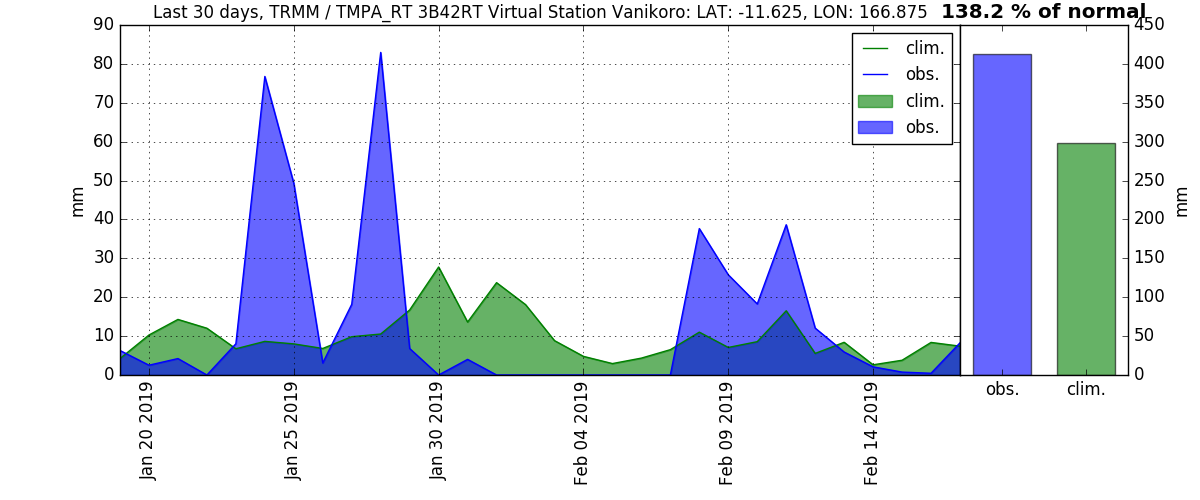 Last 30 days, TRMM / TMPA_RT 3B42RT Virtual Station Vanikoro: LAT: -11.625, LON: 166.875 138.2 % of normal
90
80
70
60
50
40
30
20
10
0
mm
clim.
obs.
clim.
obs.
Jan 20 2019
Jan 25 2019
Jan 30 2019
Feb 04 2019
Feb 09 2019
Feb 14 2019
450
400
350
300
250
200
150
100
50
0
mm
obs.
clim.